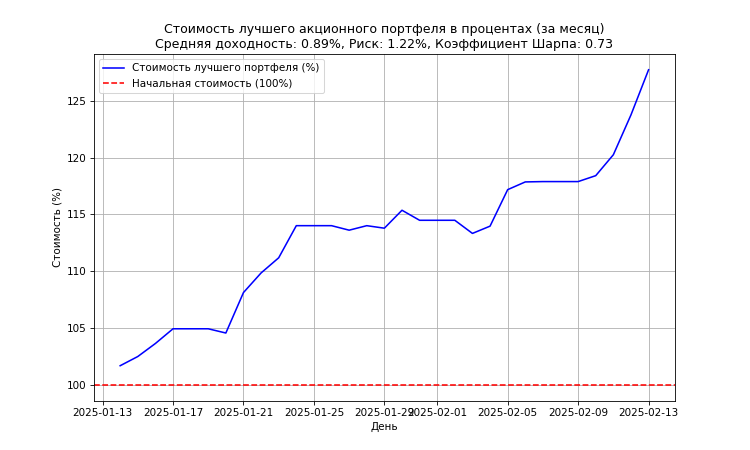 Стоимость лучшего акционного портфеля в процентах (за месяц)
Средняя доходность: 0.89%, Риск: 1.22%, Коэффициент Шарпа: 0.73
Стоимость лучшего портфеля (%)
Начальная стоимость (100%)
Стоимость (%)
125
120
115
110
105
100
2025-01-13 2025-01-17 2025-01-21 2025-01-25 2025-01-29 2025-02-01 2025-02-05 2025-02-09 2025-02-13
День